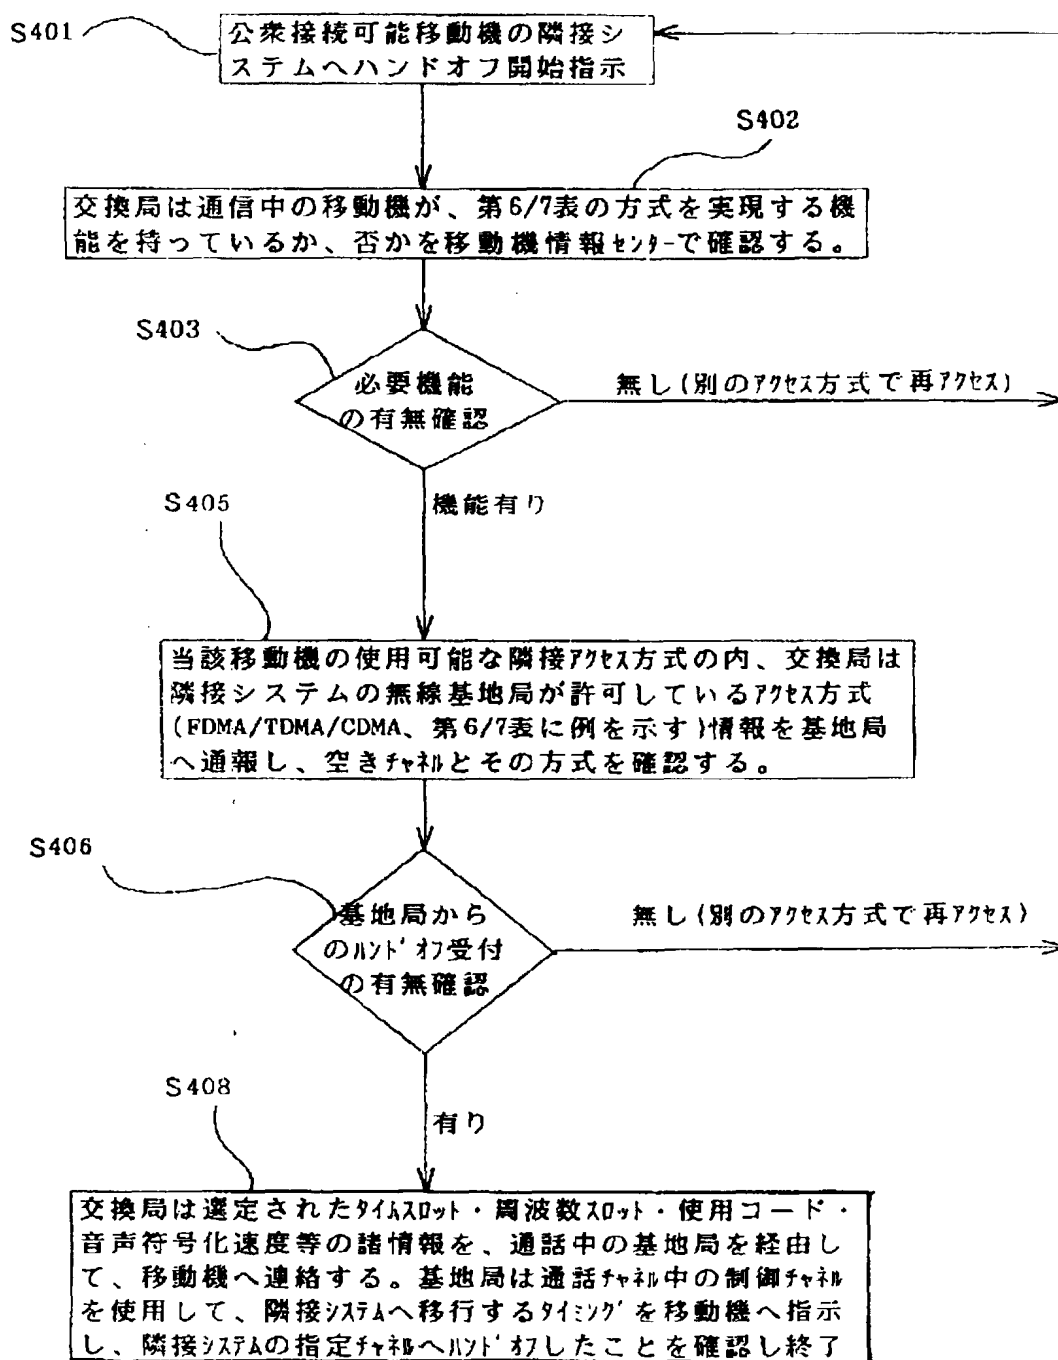 S401
公衆接続可能移動機の隣接シ
ステムへハンドオフ開始指示
S402
交換局は通信中の移動機が、第6/7表の方式を実現する機
能を持っているか、否かを移動機情報ｾﾝﾀｰで確認する。
S403
必要機能
の有無確認
無し(別のｱｸｾｽ方式で再ｱｸｾｽ)
S405
機能有り
当該移動機の使用可能な隣接ｱｸｾｽ方式の内、交換局は
隣接システムの無線基地局が許可しているｱｸｾｽ方式
(FDMA/TDMA/CDMA、第6/7表に例を示す)情報を基地局
へ通報し、空きﾁｬﾈﾙとその方式を確認する。
S406
基地局から
のﾊﾝﾄﾞｵﾌ受付
の有無確認
無し(別のｱｸｾｽ方式で再ｱｸｾｽ)
S408
有り
交換局は選定されたﾀｲﾑｽﾛｯﾄ・周波数ｽﾛｯﾄ・使用コード・
音声符号化速度等の諸情報を、通話中の基地局を経由し
て、移動機へ連絡する。基地局は通話ﾁｬﾈﾙ中の制御ﾁｬﾈﾙ
を使用して、隣接ｼｽﾃﾑへ移行するﾀｲﾐﾝｸﾞを移動機へ指示
し、隣接ｼｽﾃﾑの指定ﾁｬﾈﾙへﾊﾝﾄﾞｵﾌしたことを確認し終了